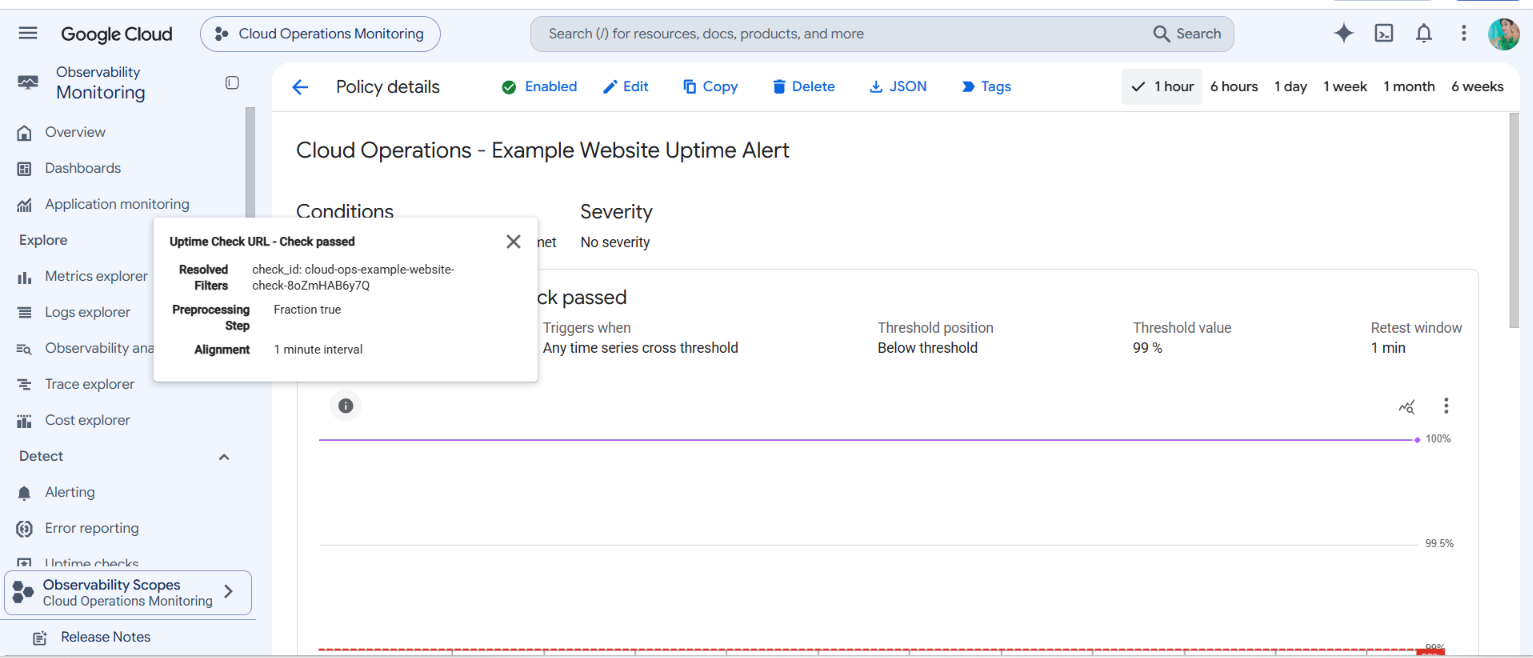 Google Cloud
Cloud Operations Monitoring
Search (/) for resources, docs, products, and more
Search
Observability
Monitoring
Overview
Dashboards
Application monitoring
Explore
Metrics explorer
Logs explorer
Observability ana
Trace explorer
Cost explorer
Detect
Alerting
Error reporting
Uptime checks
Observability Scopes
Cloud Operations Monitoring
Release Notes
Policy details
Enabled
Edit
Copy
Delete
JSON
Tags
1 hour
6 hours
1 day
1 week
1 month
6 weeks
Cloud Operations - Example Website Uptime Alert
Conditions
Severity
No severity
Uptime Check URL - Check passed
Resolved Filters
check_id: cloud-ops-example-website-
check-8oZmHAB6y7Q
Preprocessing Step
Fraction true
Alignment
1 minute interval
ck passed
Triggers when
Any time series cross threshold
Threshold position
Below threshold
Threshold value
99 %
Retest window
1 min
100%
99.5%
99%